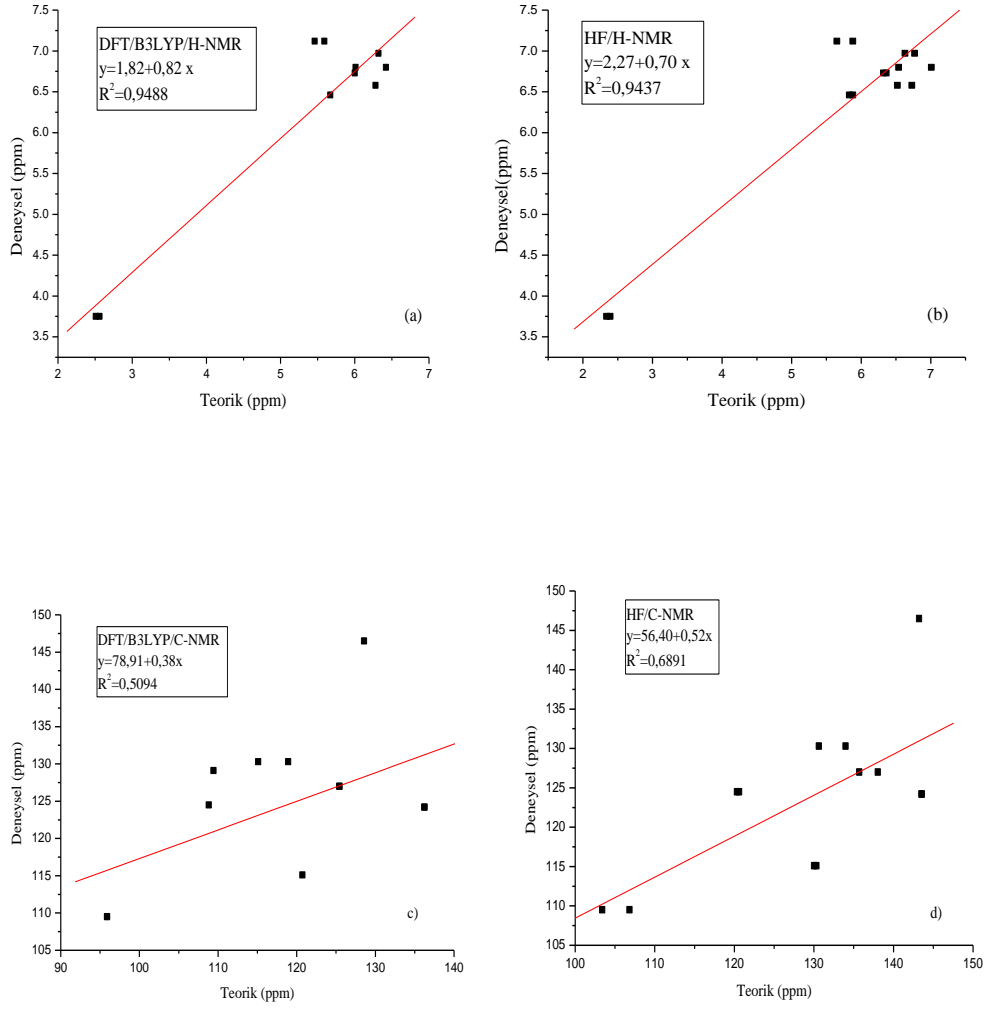 7.5
7.0
6.5
6.0
5.5
5.0
4.5
4.0
3.5
Deneysel (ppm)
DFT/B3LYP/H-NMR
y=1,82+0,82 x
R²=0,9488
(a)
2 3 4 5 6 7
Teorik (ppm)
7.5
7.0
6.5
6.0
5.5
5.0
4.5
4.0
3.5
Deneysel(ppm)
HF/H-NMR
y=2,27+0,70 x
R²=0,9437
(b)
2 3 4 5 6 7
Teorik (ppm)
150
145
140
135
130
125
120
115
110
105
Deneysel (ppm)
DFT/B3LYP/C-NMR
y=78,91+0,38x
R²=0,5094
c)
90 100 110 120 130 140
Teorik (ppm)
150
145
140
135
130
125
120
115
110
105
Deneysel (ppm)
HF/C-NMR
y=56,40+0,52x
R²=0,6891
d)
100 110 120 130 140 150
Teorik (ppm)